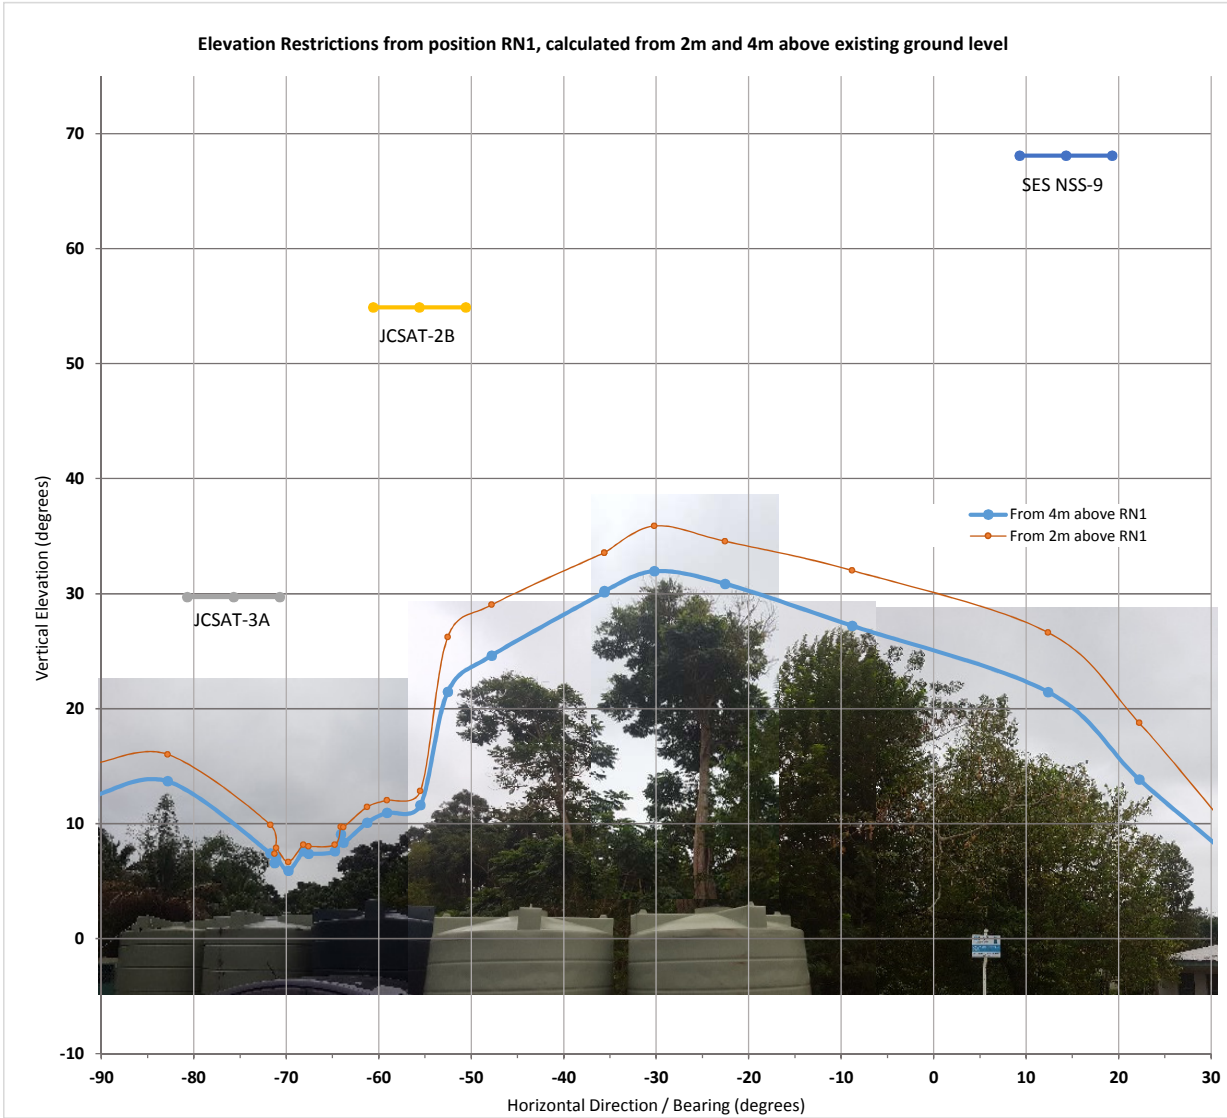 Elevation Restrictions from position RN1, calculated from 2m and 4m above existing ground level
70
SES NSS-9
60
JCSAT-2B
50
40
Vertical Elevation (degrees)
From 4m above RN1
From 2m above RN1
30
JCSAT-3A
20
10
0
-10
-90 -80 -70 -60 -50 -40 -30 -20 -10 0 10 20 30
Horizontal Direction / Bearing (degrees)